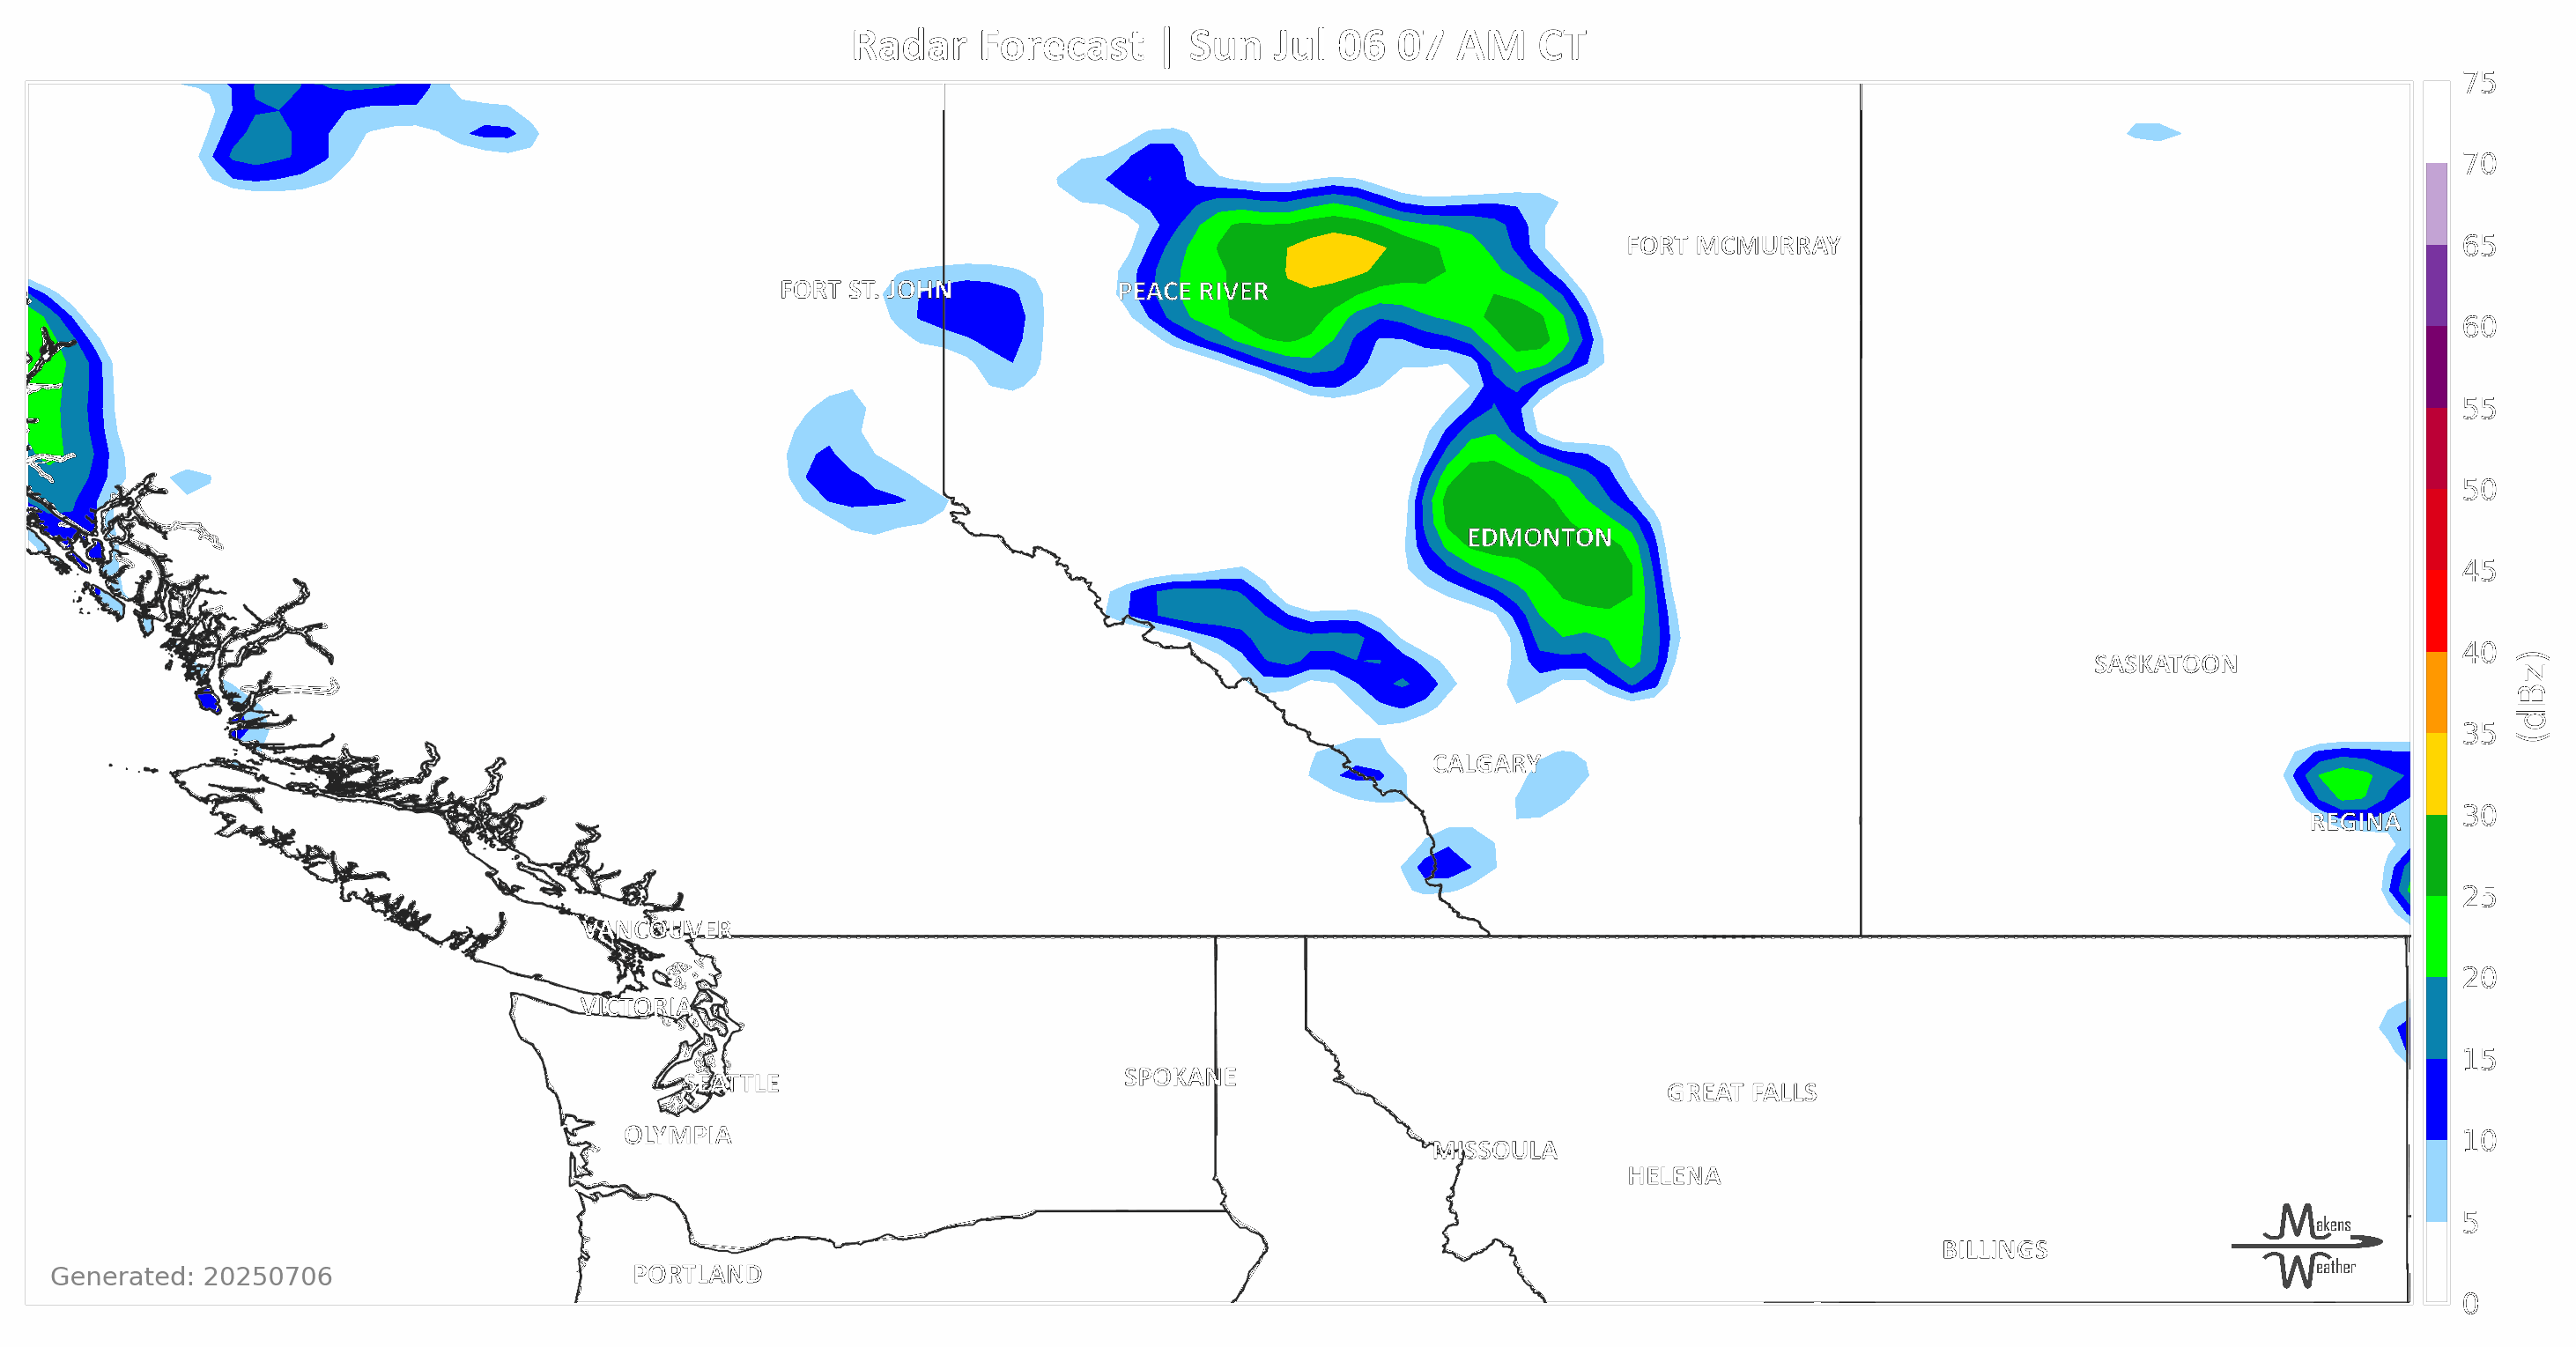 Radar Forecast | Sun Jul 06 07 AM CT
75
70
FORT MCMURRAY
65
FORT ST. JOHN
PEACE RIVER
60
55
50
EDMONTON
45
40
SASKATOON
(dBz)
35
CALGARY
30
REGINA
25
VANCOUVER
20
VICTORIA
15
SEATTLE
SPOKANE
GREAT FALLS
OLYMPIA
10
MISSOULA
HELENA
5
Makens
Weather
BILLINGS
PORTLAND
Generated: 20250706
0